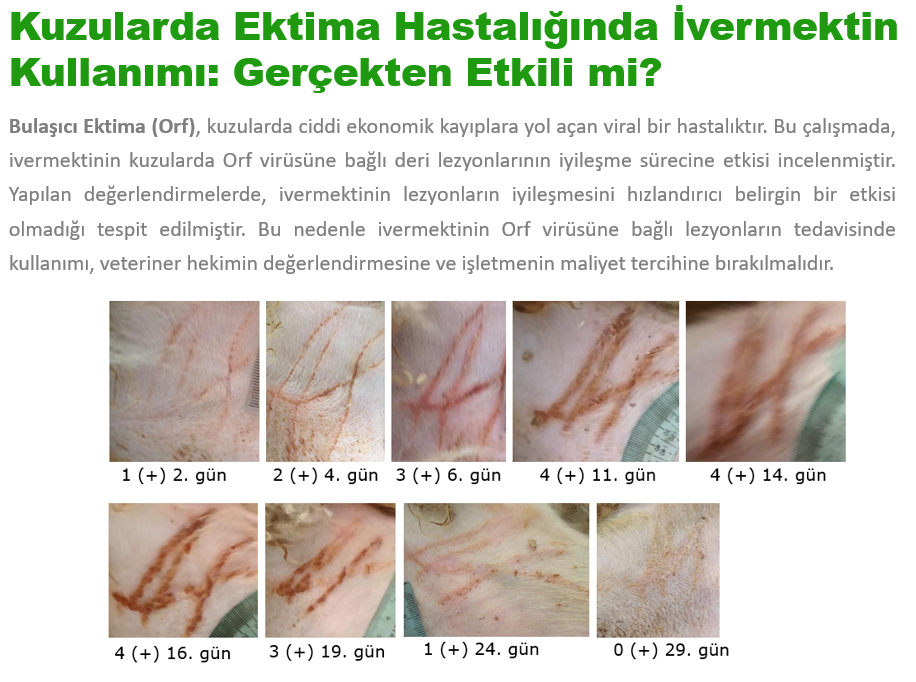 Kuzularda Ektima Hastalığında İvermektin
Kullanımı: Gerçekten Etkili mi?
Bulaşıcı Ektima (Orf), kuzularda ciddi ekonomik kayıplara yol açan viral bir hastalıktır. Bu çalışmada,
ivermektinin kuzularda Orf virüsüne bağlı deri lezyonlarının iyileşme sürecine etkisi incelenmiştir.
Yapılan değerlendirmelerde, ivermektinin lezyonların iyileşmesini hızlandırıcı belirgin bir etkisi
olmadığı tespit edilmiştir. Bu nedenle ivermektinin Orf virüsüne bağlı lezyonların tedavisinde
kullanımı, veteriner hekimin değerlendirmesine ve işletmenin maliyet tercihine bırakılmalıdır.
1 (+) 2. gün 2 (+) 4. gün 3 (+) 6. gün 4 (+) 11. gün 4 (+) 14. gün
4 (+) 16. gün 3 (+) 19. gün 1 (+) 24. gün 0 (+) 29. gün